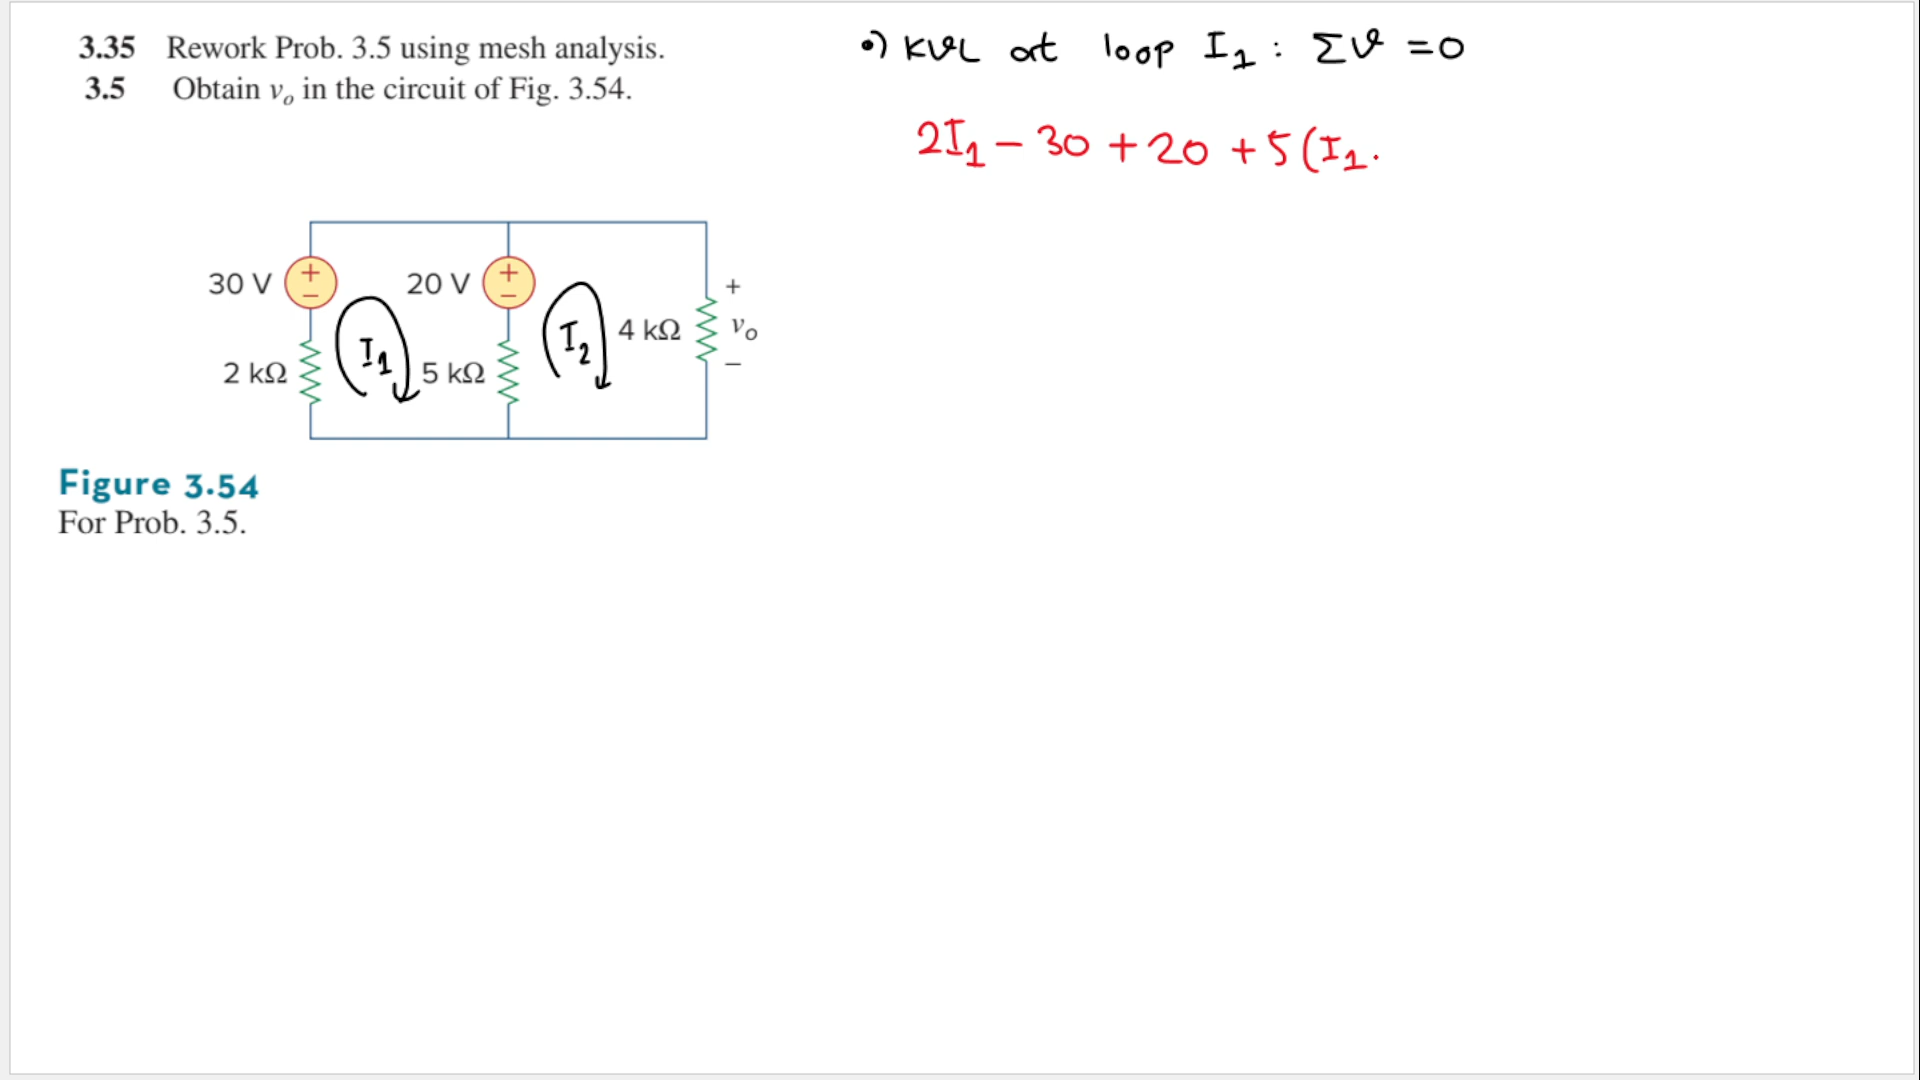 3.35 Rework Prob. 3.5 using mesh analysis.
3.5 Obtain vₒ in the circuit of Fig. 3.54.
•) KVL at loop I₁ : ΣV = 0
2I₁ − 30 + 20 + 5(I₁.
30 V + −
20 V + −
+
I₁
I₂
4 kΩ
vₒ
2 kΩ
5 kΩ
−
Figure 3.54
For Prob. 3.5.